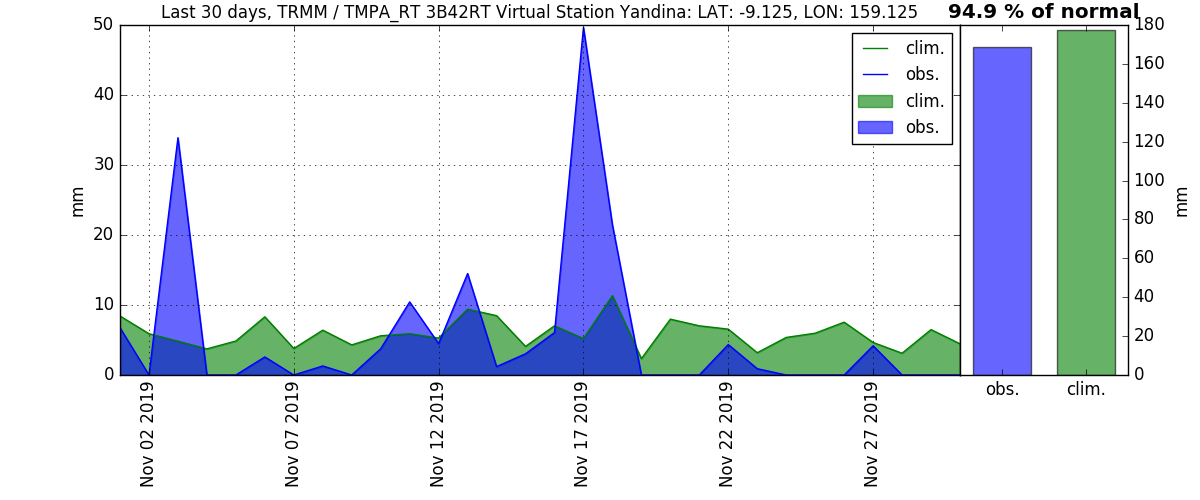 Last 30 days, TRMM / TMPA_RT 3B42RT Virtual Station Yandina: LAT: -9.125, LON: 159.125
94.9 % of normal
50
40
30
20
10
0
mm
clim.
obs.
clim.
obs.
180
160
140
120
100
80
60
40
20
0
mm
Nov 02 2019
Nov 07 2019
Nov 12 2019
Nov 17 2019
Nov 22 2019
Nov 27 2019
obs.
clim.